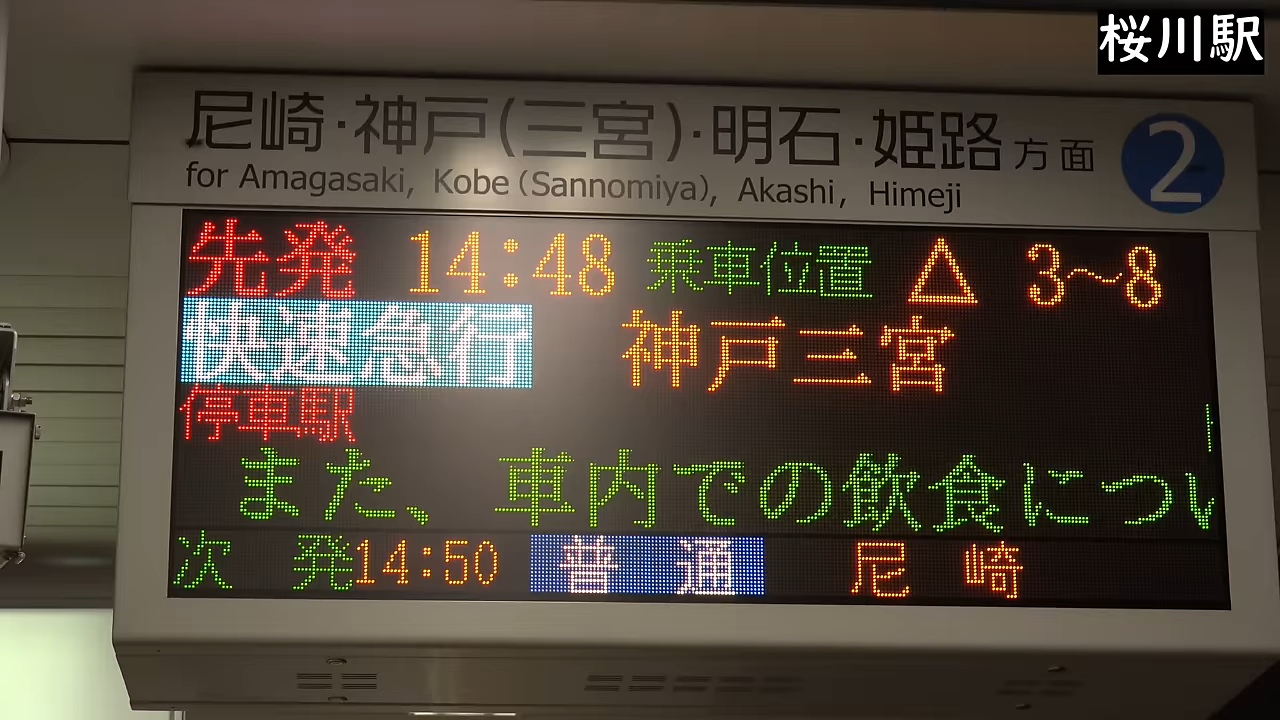 桜川駅
尼崎・神戸(三宮)・明石・姫路方面 2
for Amagasaki, Kobe (Sannomiya), Akashi, Himeji
先発 14:48 乗車位置 △ 3～8
快速急行 神戸三宮
停車駅
また、車内での飲食につい
次 発 14:50 普 通 尼 崎